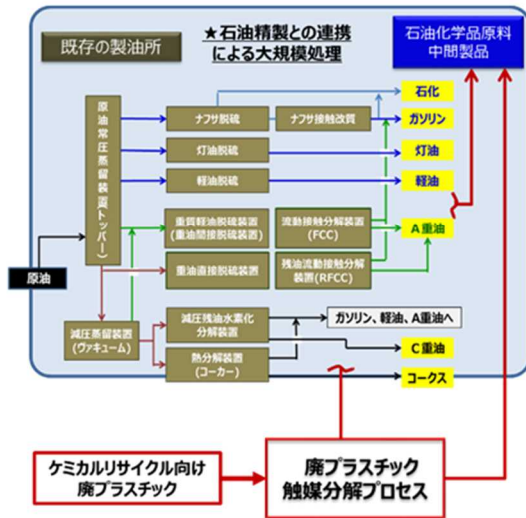 既存の製油所
★石油精製との連携
による大規模処理
石油化学品原料
中間製品
原油常圧蒸留装置(トッパー)
ナフサ脱硫
ナフサ接触改質
石化
ガソリン
灯油脱硫
灯油
軽油脱硫
軽油
重質軽油脱硫装置
(重油間接脱硫装置)
流動接触分解装置
(FCC)
A重油
重油直接脱硫装置
残油流動接触分解
装置(RFCC)
原油
減圧蒸留装置
(ヴァキューム)
減圧残油水素化
分解装置
ガソリン、軽油、A重油へ
C重油
熱分解装置
(コーカー)
コークス
ケミカルリサイクル向け
廃プラスチック
廃プラスチック
触媒分解プロセス